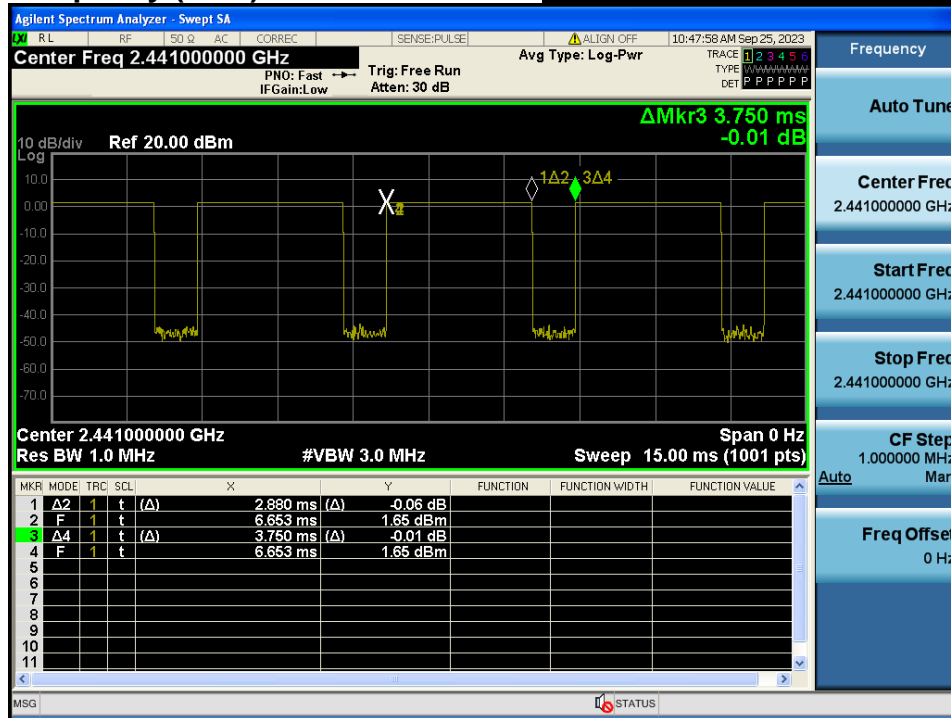 Agilent Spectrum Analyzer - Swept SA
LXI RL RF 50 Ω AC CORREC SENSE:PULSE ALIGN OFF 10:47:58 AM Sep 25, 2023
Center Freq 2.441000000 GHz
PNO: Fast
IFGain:Low
Trig: Free Run
Atten: 30 dB
Avg Type: Log-Pwr
TRACE 1 2 3 4 5 6
TYPE
DET P P P P P P
ΔMkr3 3.750 ms
-0.01 dB
10 dB/div Ref 20.00 dBm
Log
10.0
0.00
-10.0
-20.0
-30.0
-40.0
-50.0
-60.0
-70.0
X
1Δ2 3Δ4
Center 2.441000000 GHz Span 0 Hz
Res BW 1.0 MHz #VBW 3.0 MHz Sweep 15.00 ms (1001 pts)
MKR MODE TRC SCL X Y FUNCTION FUNCTION WIDTH FUNCTION VALUE
1 Δ2 1 t (Δ) 2.880 ms (Δ) -0.06 dB
2 F 1 t 6.653 ms 1.65 dBm
3 Δ4 1 t (Δ) 3.750 ms (Δ) -0.01 dB
4 F 1 t 6.653 ms 1.65 dBm
5
6
7
8
9
10
11
MSG STATUS
Frequency
Auto Tune
Center Freq
2.441000000 GHz
Start Freq
2.441000000 GHz
Stop Freq
2.441000000 GHz
CF Step
1.000000 MHz
Auto Man
Freq Offset
0 Hz